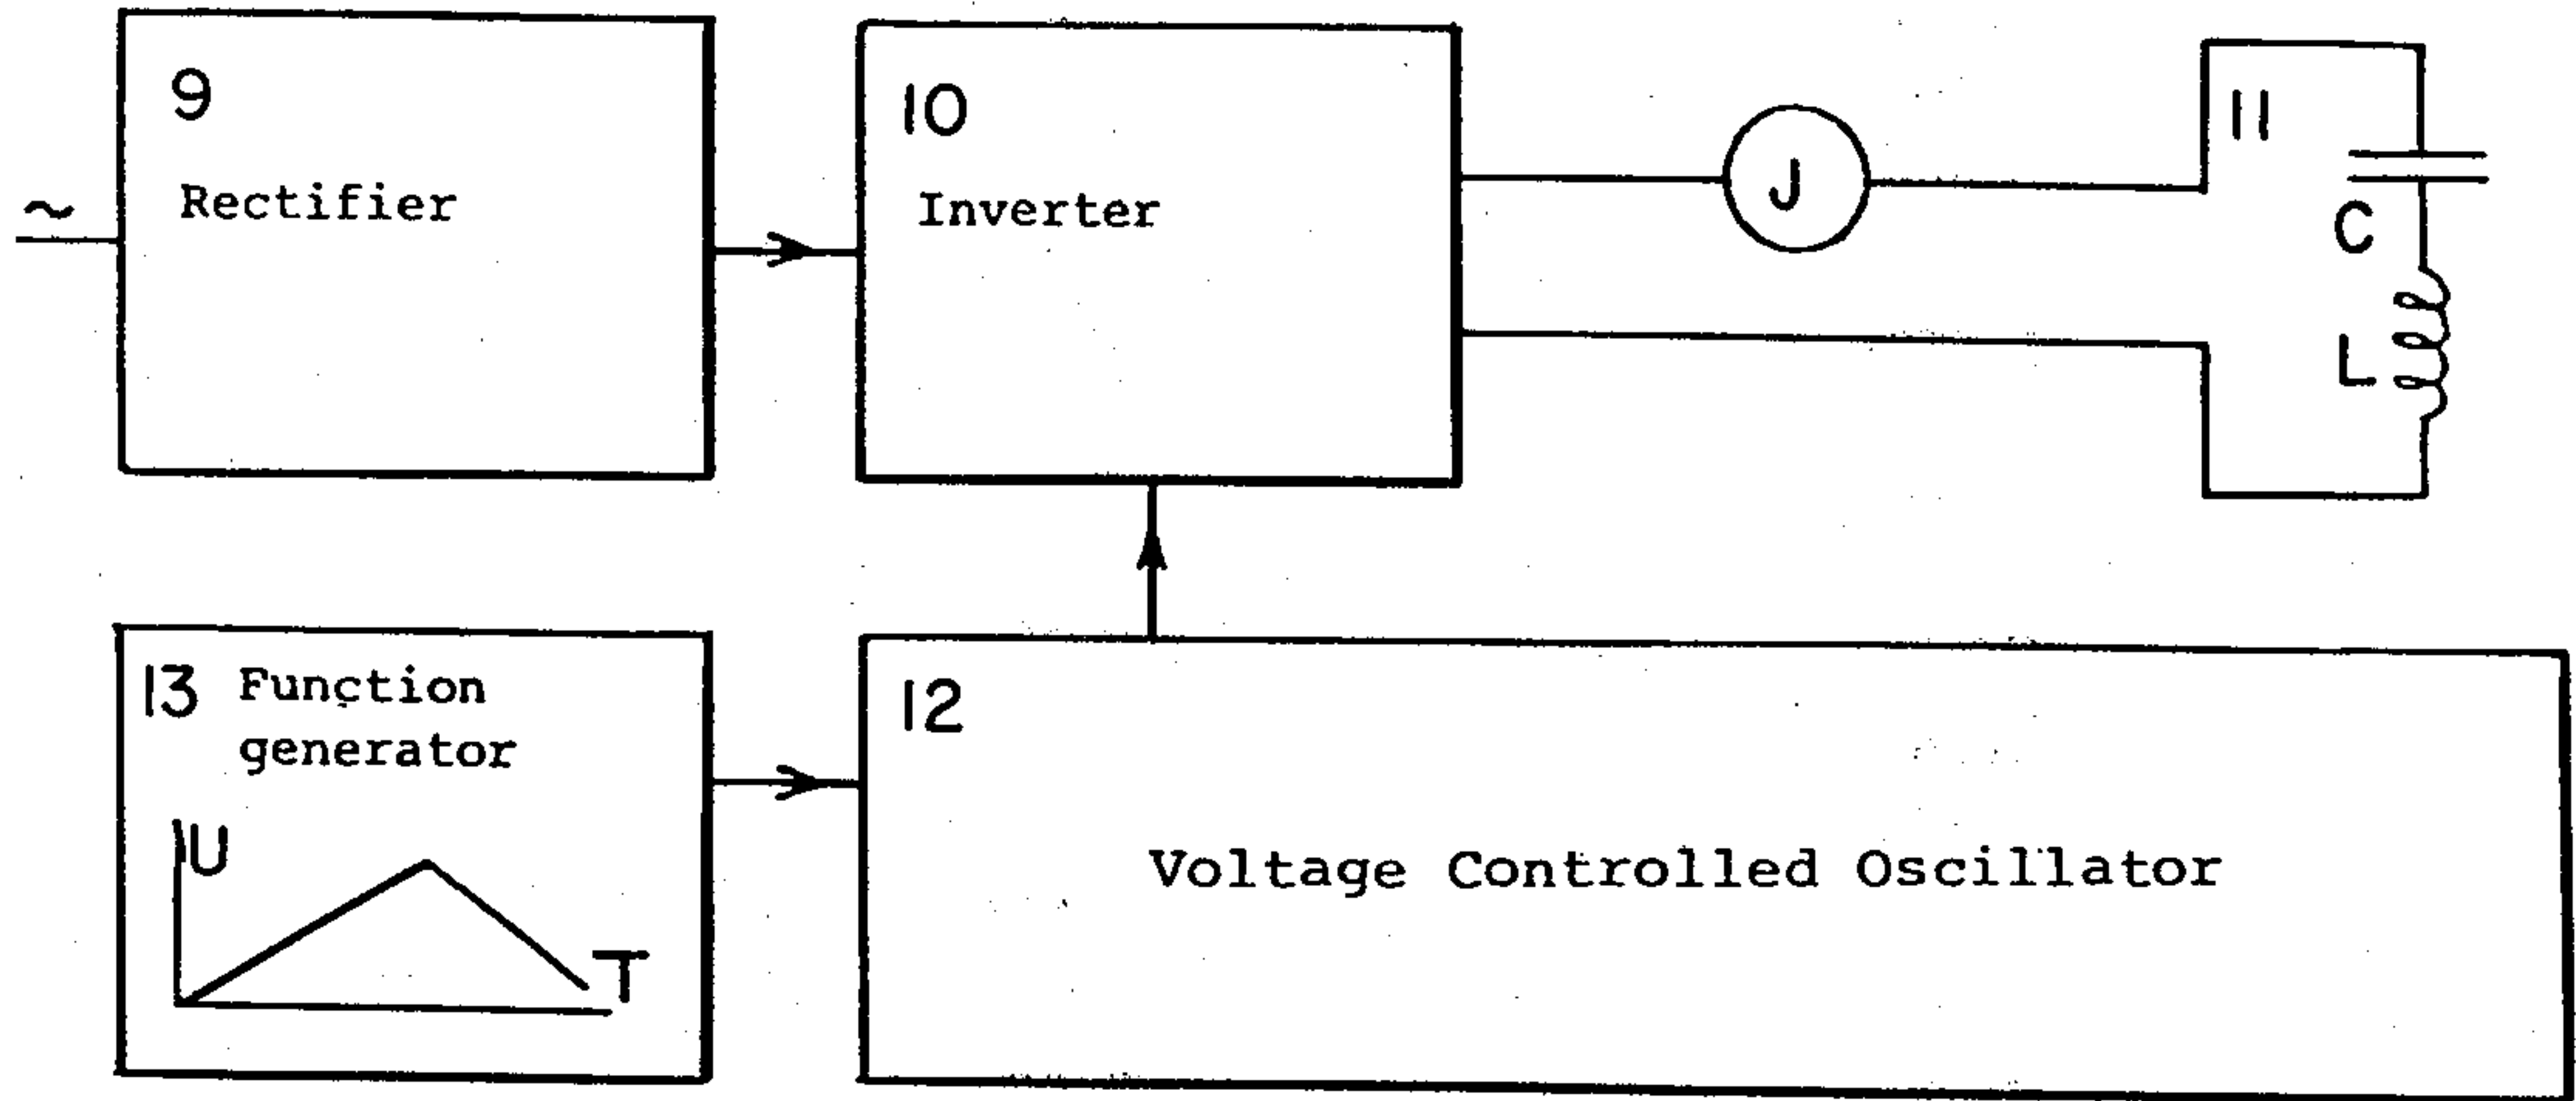 9
Rectifier
~
10
Inverter
J
11
C
L
13 Function
generator
U
T
12
Voltage Controlled Oscillator